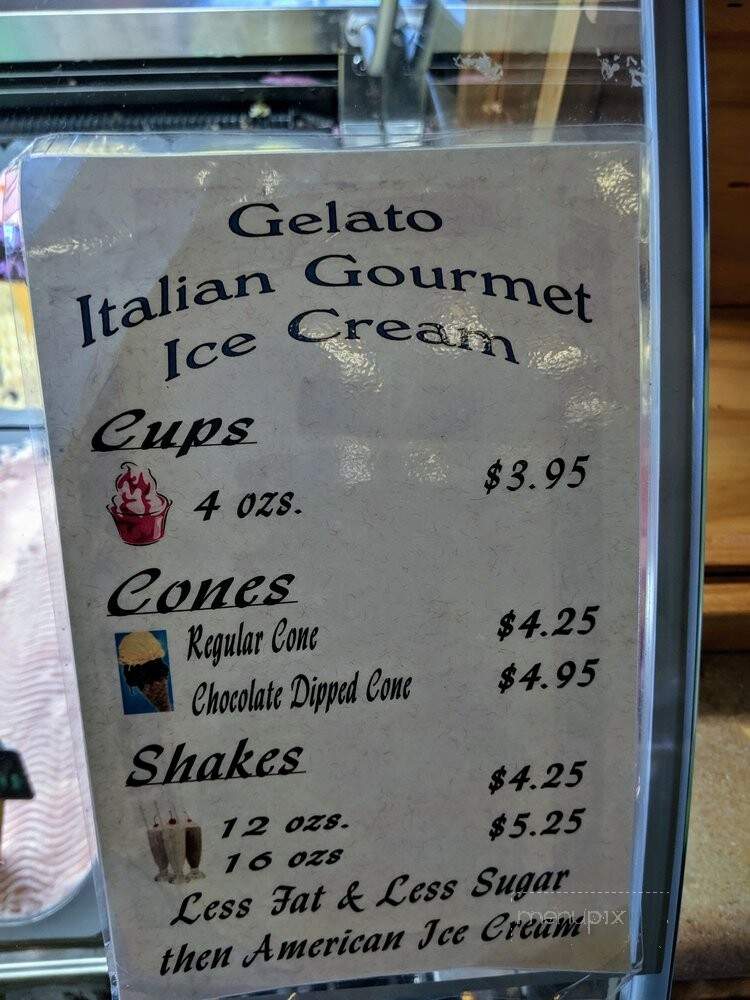 Gelato
Italian Gourmet
Ice Cream
Cups
4 ozs. $3.95
Cones
Regular Cone $4.25
Chocolate Dipped Cone $4.95
Shakes
12 ozs. $4.25
16 ozs $5.25
Less Fat & Less Sugar
then American Ice Cream
menupix